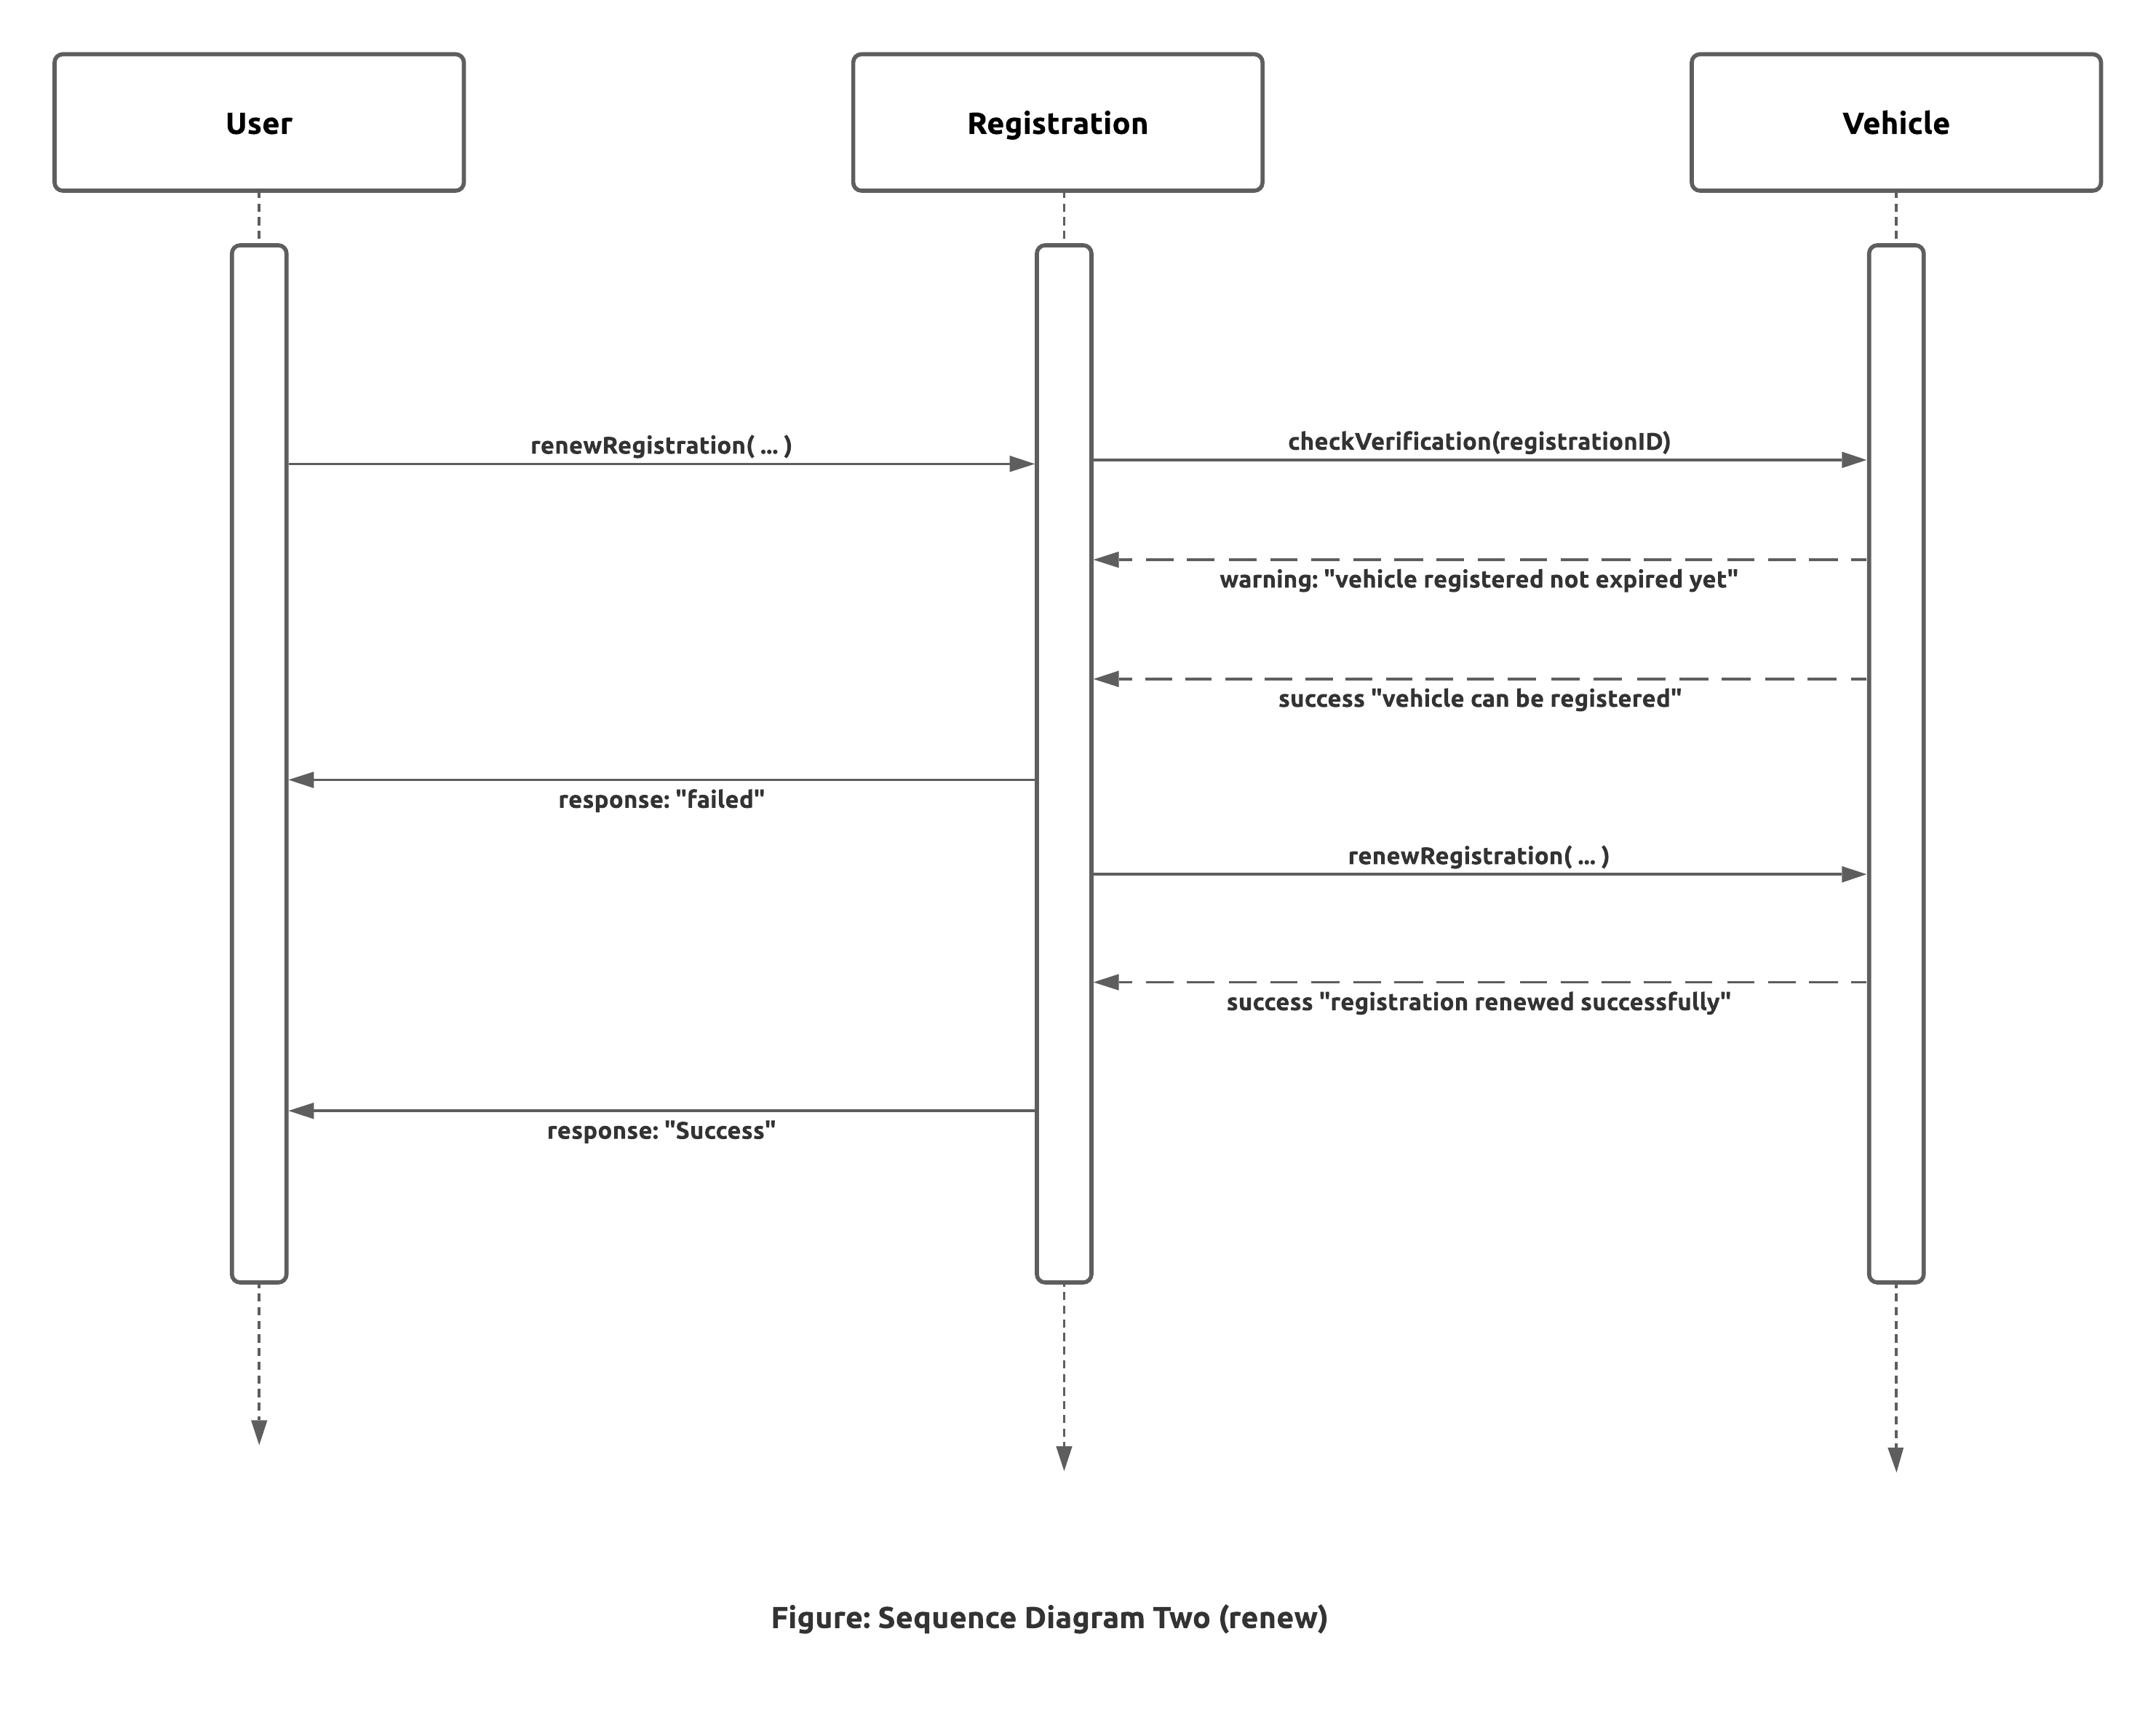 User
Registration
Vehicle
renewRegistration( ... )
checkVerification(registrationID)
warning: "vehicle registered not expired yet"
success "vehicle can be registered"
response: "failed"
renewRegistration( ... )
success "registration renewed successfully"
response: "Success"
Figure: Sequence Diagram Two (renew)